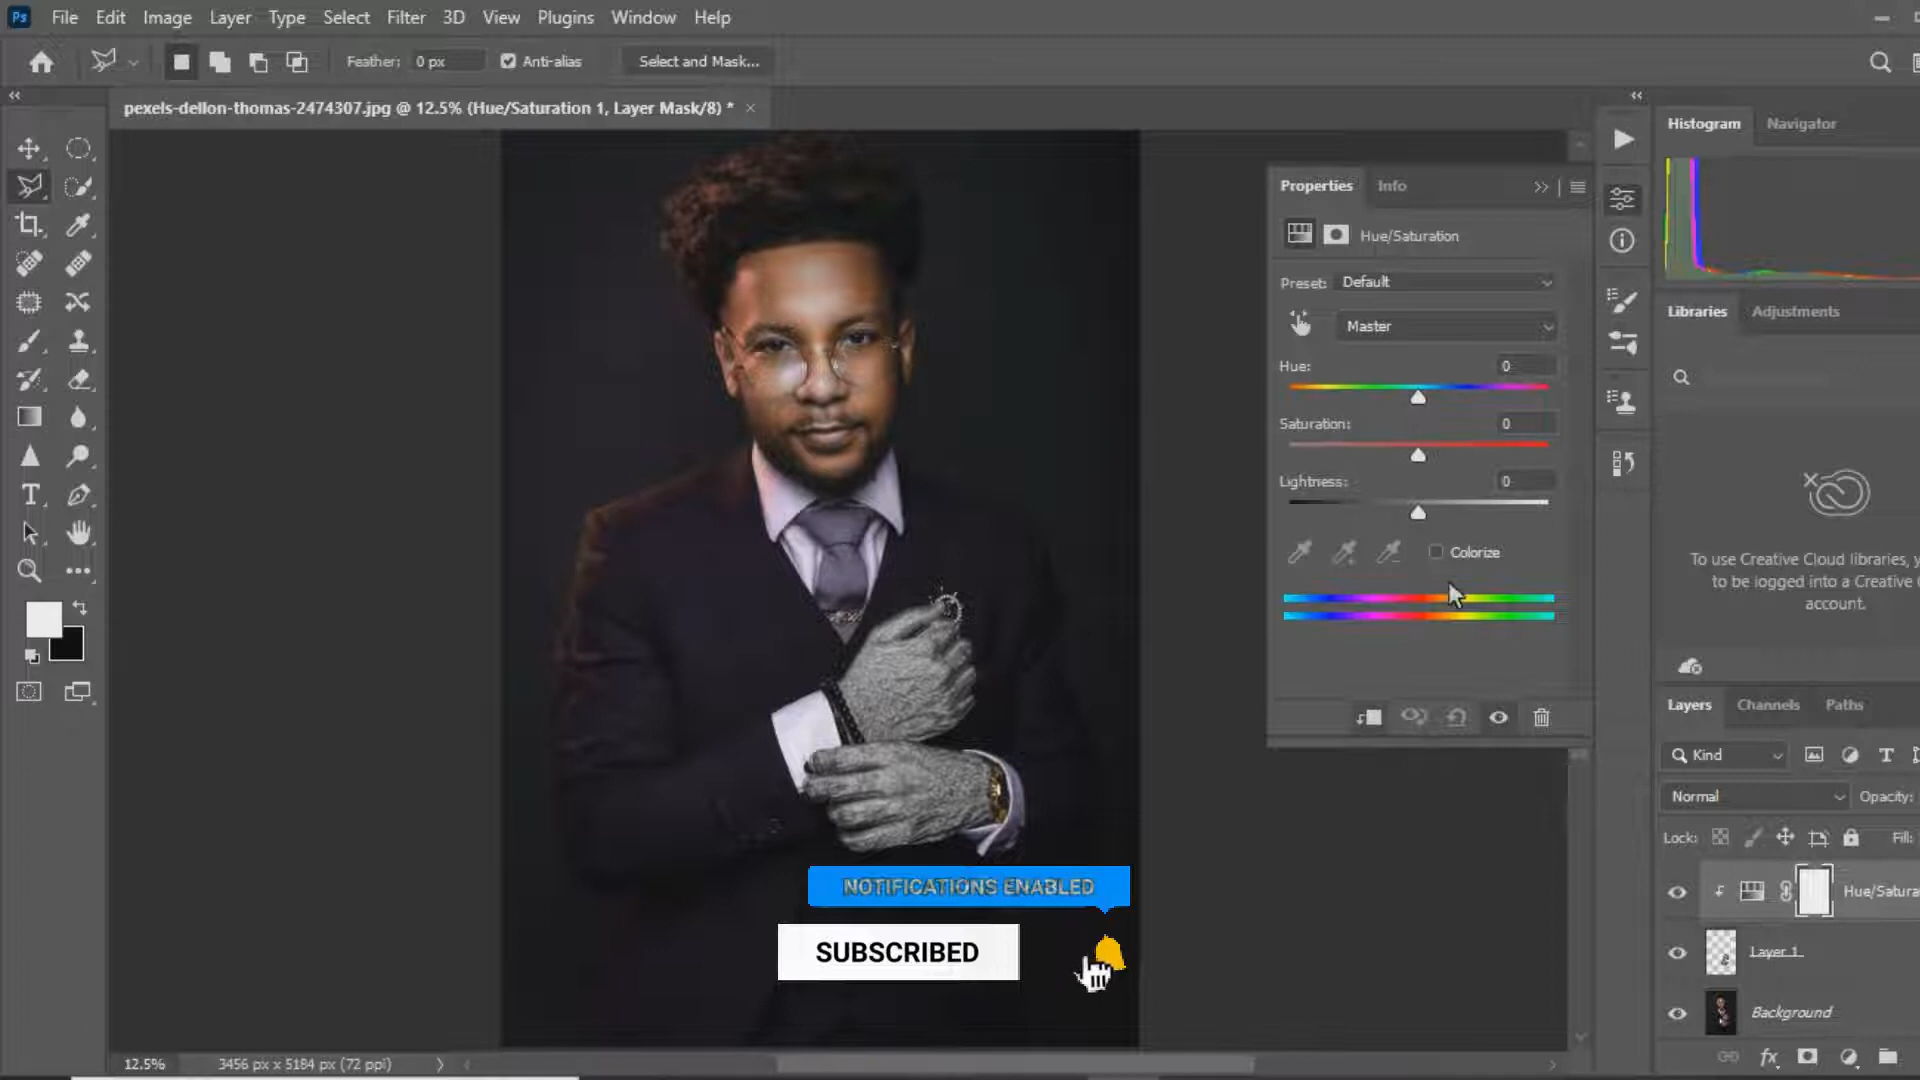 Ps File Edit Image Layer Type Select Filter 3D View Plugins Window Help
Feather: 0 px Anti-alias Select and Mask...
pexels-dellon-thomas-2474307.jpg @ 12.5% (Hue/Saturation 1, Layer Mask/8) * ×
Histogram Navigator
Properties Info
Hue/Saturation
Preset: Default
Master
Hue: 0
Saturation: 0
Lightness: 0
Colorize
Libraries Adjustments
To use Creative Cloud libraries, y
to be logged into a Creative C
account.
Layers Channels Paths
Kind
Normal Opacity:
Lock: Fill:
Hue/Satura
Layer 1
Background
NOTIFICATIONS ENABLED
SUBSCRIBED
12.5% 3456 px x 5184 px (72 ppi)